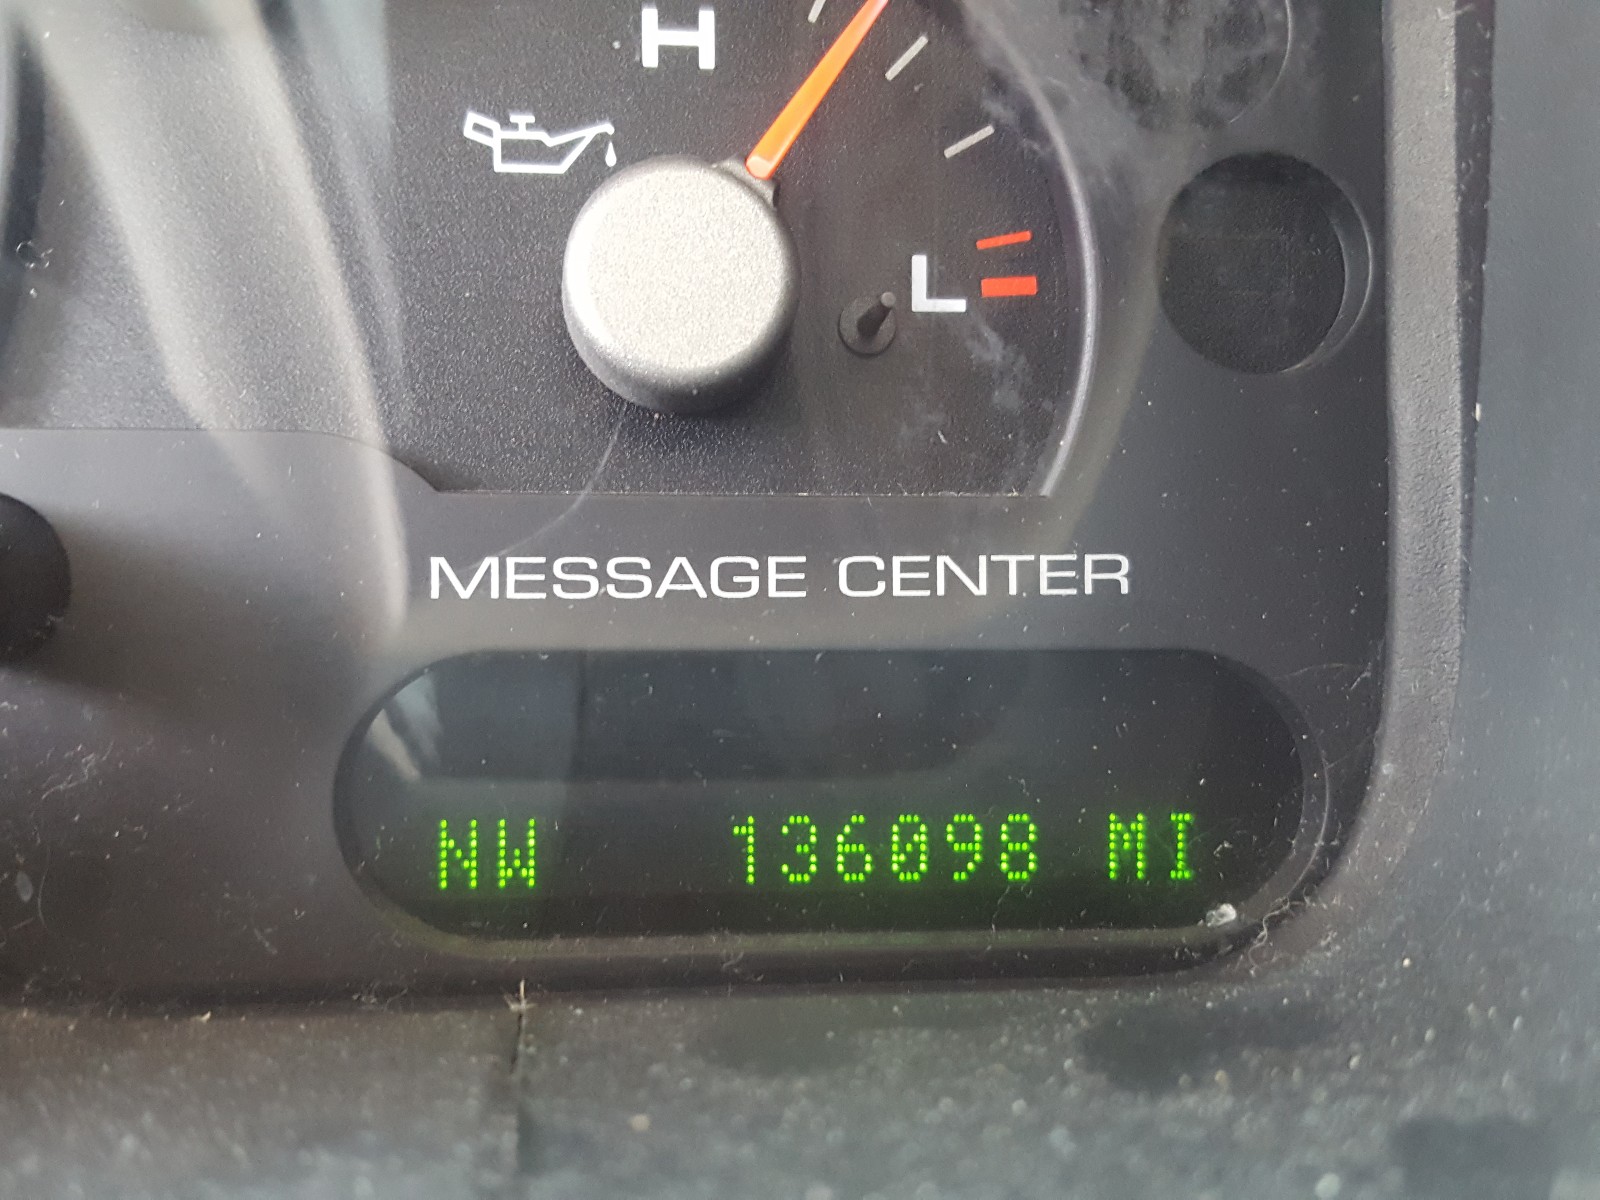 H
L
MESSAGE CENTER
NW 136098 MI